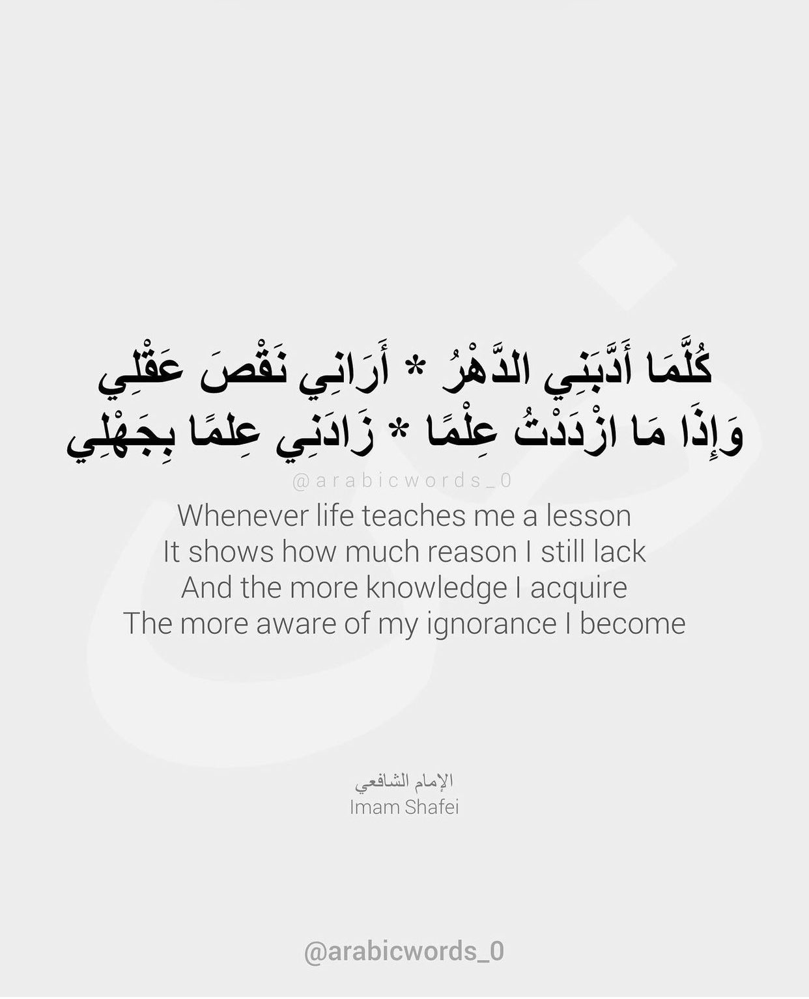 كُلَّمَا أَدَّبَنِي الدَّهْرُ * أَرَانِي نَقْصَ عَقْلِي
وَإِذَا مَا ازْدَدْتُ عِلْمًا * زَادَنِي عِلمًا بِجَهْلِي
@arabicwords_0
Whenever life teaches me a lesson
It shows how much reason I still lack
And the more knowledge I acquire
The more aware of my ignorance I become
الإمام الشافعي
Imam Shafei
@arabicwords_0